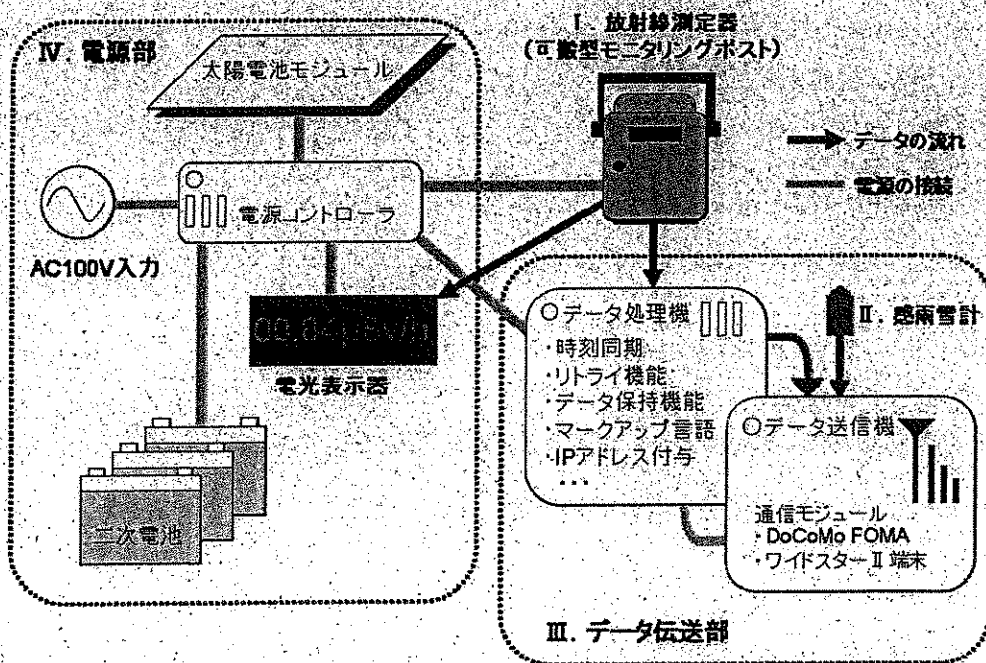 Ⅰ. 放射線測定器
(可搬型モニタリングポスト)
Ⅳ. 電源部
太陽電池モジュール
データの流れ
電源の接続
電源コントローラ
AC100V入力
電光表示器
二次電池
○データ処理機
・時刻同期
・リトライ機能
・データ保持機能
・マークアップ言語
・IPアドレス付与
・・・
Ⅱ. 感雨雪計
○データ送信機
通信モジュール
・DoCoMo FOMA
・ワイドスターⅡ 端末
Ⅲ. データ伝送部